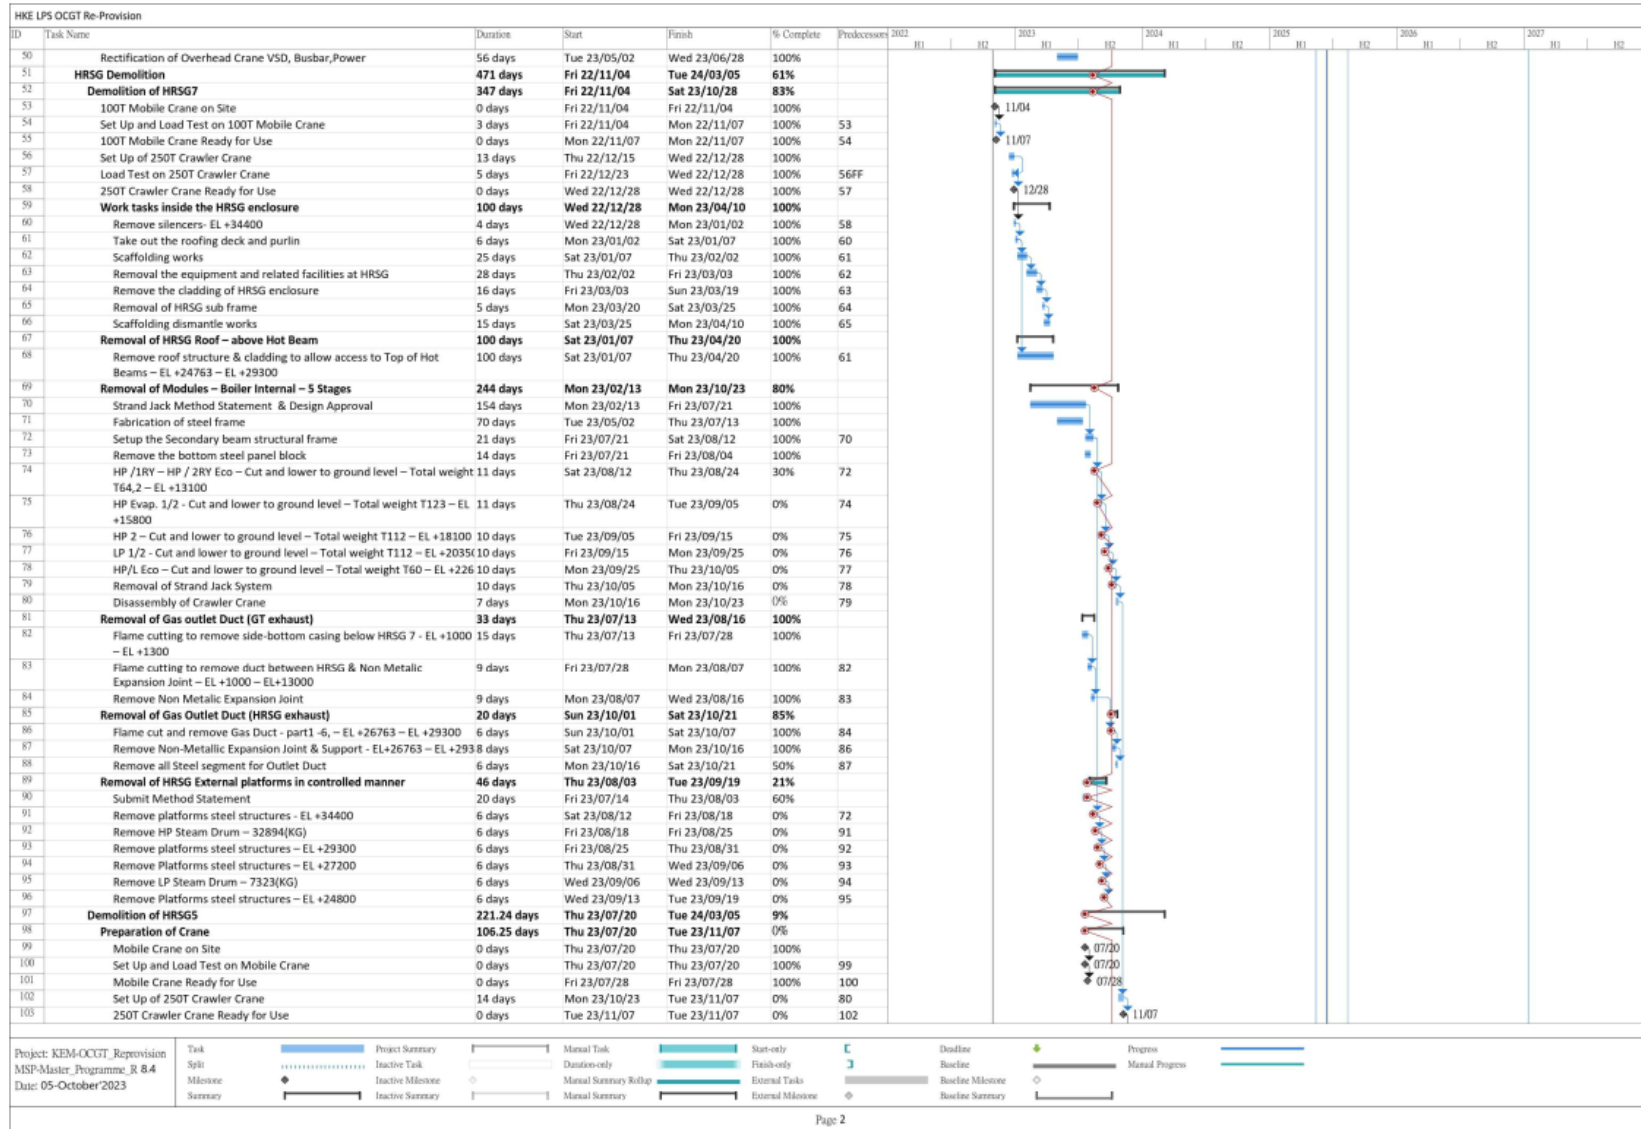 HKE LPS OCGT Re-Provision
ID Task Name Duration Start Finish % Complete Predecessors 2022 2023 2024 2025 2026 2027
H1 H2 H1 H2 H1 H2 H1 H2 H1 H2 H1 H2
50 Rectification of Overhead Crane VSD, Busbar,Power 56 days Tue 23/05/02 Wed 23/06/28 100%
51 HRSG Demolition 471 days Fri 22/11/04 Tue 24/03/05 61%
52 Demolition of HRSG7 347 days Fri 22/11/04 Sat 23/10/28 83%
53 100T Mobile Crane on Site 0 days Fri 22/11/04 Fri 22/11/04 100% 11/04
54 Set Up and Load Test on 100T Mobile Crane 3 days Fri 22/11/04 Mon 22/11/07 100% 53
55 100T Mobile Crane Ready for Use 0 days Mon 22/11/07 Mon 22/11/07 100% 54 11/07
56 Set Up of 250T Crawler Crane 13 days Thu 22/12/15 Wed 22/12/28 100%
57 Load Test on 250T Crawler Crane 5 days Fri 22/12/23 Wed 22/12/28 100% 56FF
58 250T Crawler Crane Ready for Use 0 days Wed 22/12/28 Wed 22/12/28 100% 57 12/28
59 Work tasks inside the HRSG enclosure 100 days Wed 22/12/28 Mon 23/04/10 100%
60 Remove silencers- EL +34400 4 days Wed 22/12/28 Mon 23/01/02 100% 58
61 Take out the roofing deck and purlin 6 days Mon 23/01/02 Sat 23/01/07 100% 60
62 Scaffolding works 25 days Sat 23/01/07 Thu 23/02/02 100% 61
63 Removal the equipment and related facilities at HRSG 28 days Thu 23/02/02 Fri 23/03/03 100% 62
64 Remove the cladding of HRSG enclosure 16 days Fri 23/03/03 Sun 23/03/19 100% 63
65 Removal of HRSG sub frame 5 days Mon 23/03/20 Sat 23/03/25 100% 64
66 Scaffolding dismantle works 15 days Sat 23/03/25 Mon 23/04/10 100% 65
67 Removal of HRSG Roof – above Hot Beam 100 days Sat 23/01/07 Thu 23/04/20 100%
68 Remove roof structure & cladding to allow access to Top of Hot 100 days Sat 23/01/07 Thu 23/04/20 100% 61
Beams – EL +24763 – EL +29300
69 Removal of Modules – Boiler Internal – 5 Stages 244 days Mon 23/02/13 Mon 23/10/23 80%
70 Strand Jack Method Statement & Design Approval 154 days Mon 23/02/13 Fri 23/07/21 100%
71 Fabrication of steel frame 70 days Tue 23/05/02 Thu 23/07/13 100%
72 Setup the Secondary beam structural frame 21 days Fri 23/07/21 Sat 23/08/12 100% 70
73 Remove the bottom steel panel block 14 days Fri 23/07/21 Fri 23/08/04 100%
74 HP /1RY – HP / 2RY Eco – Cut and lower to ground level – Total weight 11 days Sat 23/08/12 Thu 23/08/24 30% 72
T64,2 – EL +13100
75 HP Evap. 1/2 - Cut and lower to ground level – Total weight T123 – EL 11 days Thu 23/08/24 Tue 23/09/05 0% 74
+15800
76 HP 2 – Cut and lower to ground level – Total weight T112 – EL +18100 10 days Tue 23/09/05 Fri 23/09/15 0% 75
77 LP 1/2 - Cut and lower to ground level – Total weight T112 – EL +2035( 10 days Fri 23/09/15 Mon 23/09/25 0% 76
78 HP/L Eco – Cut and lower to ground level – Total weight T60 – EL +226 10 days Mon 23/09/25 Thu 23/10/05 0% 77
79 Removal of Strand Jack System 10 days Thu 23/10/05 Mon 23/10/16 0% 78
80 Disassembly of Crawler Crane 7 days Mon 23/10/16 Mon 23/10/23 0% 79
81 Removal of Gas outlet Duct (GT exhaust) 33 days Thu 23/07/13 Wed 23/08/16 100%
82 Flame cutting to remove side-bottom casing below HRSG 7 - EL +1000 15 days Thu 23/07/13 Fri 23/07/28 100%
– EL +1300
83 Flame cutting to remove duct between HRSG & Non Metalic 9 days Fri 23/07/28 Mon 23/08/07 100% 82
Expansion Joint – EL +1000 – EL+13000
84 Remove Non Metalic Expansion Joint 9 days Mon 23/08/07 Wed 23/08/16 100% 83
85 Removal of Gas Outlet Duct (HRSG exhaust) 20 days Sun 23/10/01 Sat 23/10/21 85%
86 Flame cut and remove Gas Duct - part1 -6, – EL +26763 – EL +29300 6 days Sun 23/10/01 Sat 23/10/07 100% 84
87 Remove Non-Metallic Expansion Joint & Support - EL+26763 – EL +293 8 days Sat 23/10/07 Mon 23/10/16 100% 86
88 Remove all Steel segment for Outlet Duct 6 days Mon 23/10/16 Sat 23/10/21 50% 87
89 Removal of HRSG External platforms in controlled manner 46 days Thu 23/08/03 Tue 23/09/19 21%
90 Submit Method Statement 20 days Fri 23/07/14 Thu 23/08/03 60%
91 Remove platforms steel structures - EL +34400 6 days Sat 23/08/12 Fri 23/08/18 0% 72
92 Remove HP Steam Drum – 32894(KG) 6 days Fri 23/08/18 Fri 23/08/25 0% 91
93 Remove platforms steel structures – EL +29300 6 days Fri 23/08/25 Thu 23/08/31 0% 92
94 Remove Platforms steel structures – EL +27200 6 days Thu 23/08/31 Wed 23/09/06 0% 93
95 Remove LP Steam Drum – 7323(KG) 6 days Wed 23/09/06 Wed 23/09/13 0% 94
96 Remove Platforms steel structures – EL +24800 6 days Wed 23/09/13 Tue 23/09/19 0% 95
97 Demolition of HRSG5 221.24 days Thu 23/07/20 Tue 24/03/05 9%
98 Preparation of Crane 106.25 days Thu 23/07/20 Tue 23/11/07 0%
99 Mobile Crane on Site 0 days Thu 23/07/20 Thu 23/07/20 100% 07/20
100 Set Up and Load Test on Mobile Crane 0 days Thu 23/07/20 Thu 23/07/20 100% 99 07/20
101 Mobile Crane Ready for Use 0 days Fri 23/07/28 Fri 23/07/28 100% 100 07/28
102 Set Up of 250T Crawler Crane 14 days Mon 23/10/23 Tue 23/11/07 0% 80
103 250T Crawler Crane Ready for Use 0 days Tue 23/11/07 Tue 23/11/07 0% 102 11/07
Project: KEM-OCGT_Reprovision
MSP-Master_Programme_R 8.4
Date: 05-October'2023
Task Project Summary Manual Task Start-only Deadline Progress
Split Inactive Task Duration-only Finish-only Baseline Manual Progress
Milestone Inactive Milestone Manual Summary Rollup External Tasks Baseline Milestone
Summary Inactive Summary Manual Summary External Milestone Baseline Summary
Page 2